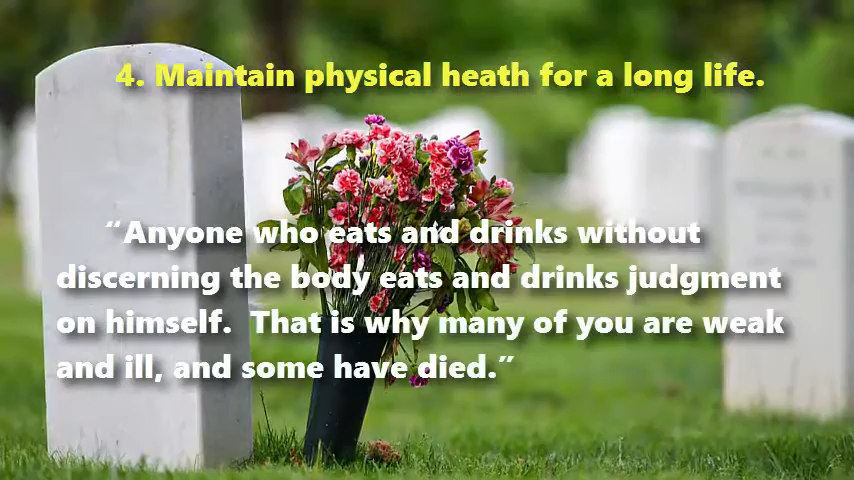 4. Maintain physical heath for a long life.
“Anyone who eats and drinks without
discerning the body eats and drinks judgment
on himself.  That is why many of you are weak
and ill, and some have died.”